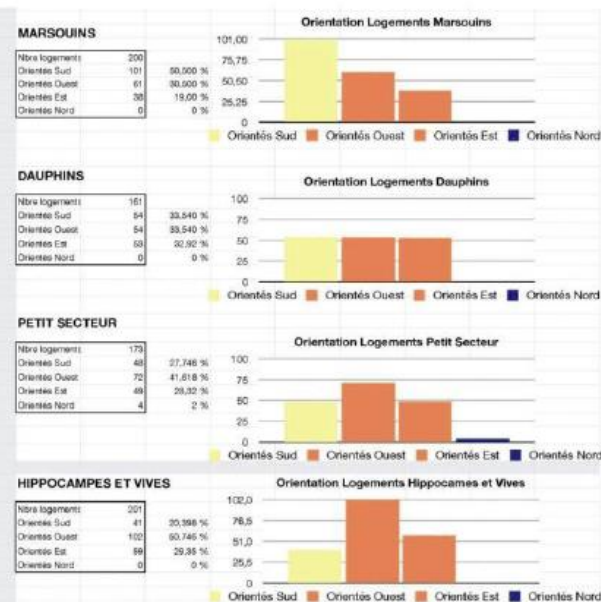 MARSOUINS
Nbre logements 200
Orientés Sud 101 50,500 %
Orientés Ouest 61 30,500 %
Orientés Est 38 19,00 %
Orientés Nord 0 0 %
Orientation Logements Marsouins
101,00
75,75
50,50
25,25
0
Orientés Sud Orientés Ouest Orientés Est Orientés Nord
DAUPHINS
Nbre logements 161
Orientés Sud 54 33,540 %
Orientés Ouest 54 33,540 %
Orientés Est 53 32,92 %
Orientés Nord 0 0 %
Orientation Logements Dauphins
100
75
50
25
0
Orientés Sud Orientés Ouest Orientés Est Orientés Nord
PETIT SECTEUR
Nbre logements 173
Orientés Sud 48 27,746 %
Orientés Ouest 72 41,618 %
Orientés Est 49 28,32 %
Orientés Nord 4 2 %
Orientation Logements Petit Secteur
100
75
50
25
0
Orientés Sud Orientés Ouest Orientés Est Orientés Nord
HIPPOCAMPES ET VIVES
Nbre logements 201
Orientés Sud 41 20,398 %
Orientés Ouest 102 50,746 %
Orientés Est 59 29,35 %
Orientés Nord 0 0 %
Orientation Logements Hippocames et Vives
102,0
76,5
51,0
25,5
0
Orientés Sud Orientés Ouest Orientés Est Orientés Nord